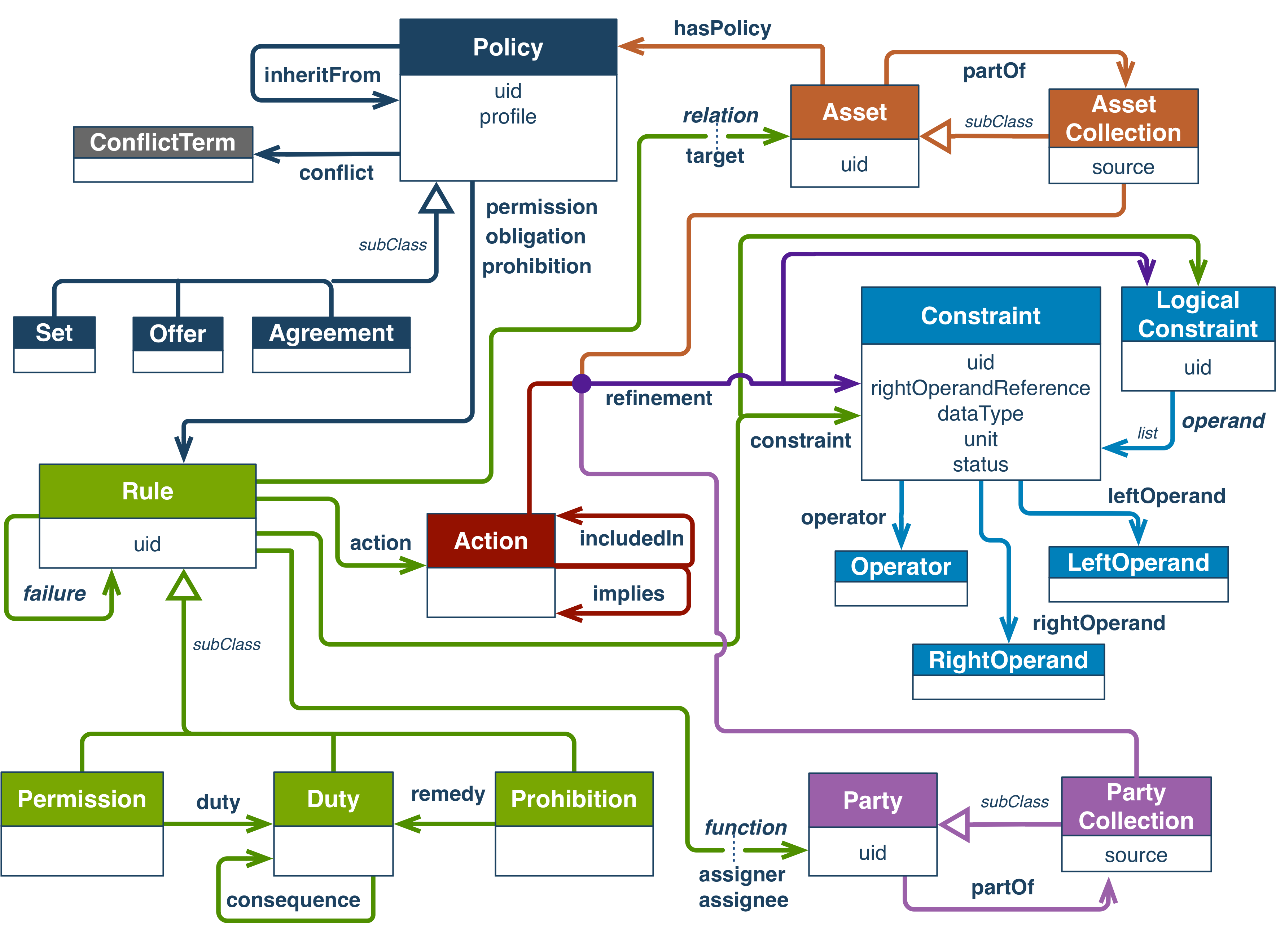 hasPolicy
Policy
inheritFrom
uid
profile
partOf
relation
Asset
Asset
Collection
subClass
ConflictTerm
conflict
target
uid
source
permission
obligation
prohibition
subClass
Set
Offer
Agreement
Constraint
Logical
Constraint
uid
rightOperandReference
dataType
unit
status
uid
refinement
constraint
operand
list
Rule
uid
failure
action
Action
includedIn
implies
operator
leftOperand
Operator
LeftOperand
rightOperand
RightOperand
subClass
Permission
duty
Duty
remedy
Prohibition
consequence
function
assigner
assignee
Party
uid
subClass
Party
Collection
source
partOf